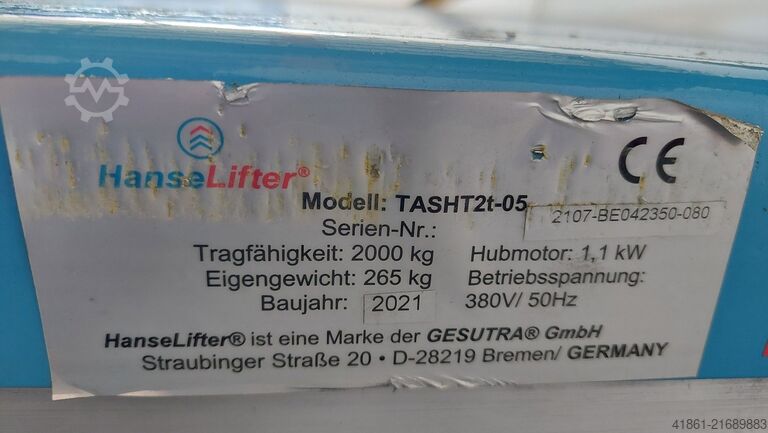 HanseLifter®
CE
Modell: TASHT2t-05
Serien-Nr.: 2107-BE042350-080
Tragfähigkeit: 2000 kg Hubmotor: 1,1 kW
Eigengewicht: 265 kg Betriebsspannung:
Baujahr: 2021 380V/ 50Hz
HanseLifter® ist eine Marke der GESUTRA® GmbH
Straubinger Straße 20 • D-28219 Bremen/ GERMANY
41861-21689883